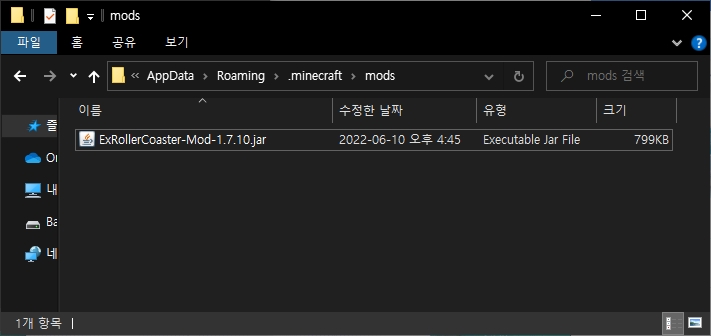 mods
파일 홈 공유 보기
« AppData > Roaming > .minecraft > mods
mods 검색
이름 수정한 날짜 유형 크기
ExRollerCoaster-Mod-1.7.10.jar 2022-06-10 오후 4:45 Executable Jar File 799KB
즐
On
내
Ba
네
1개 항목